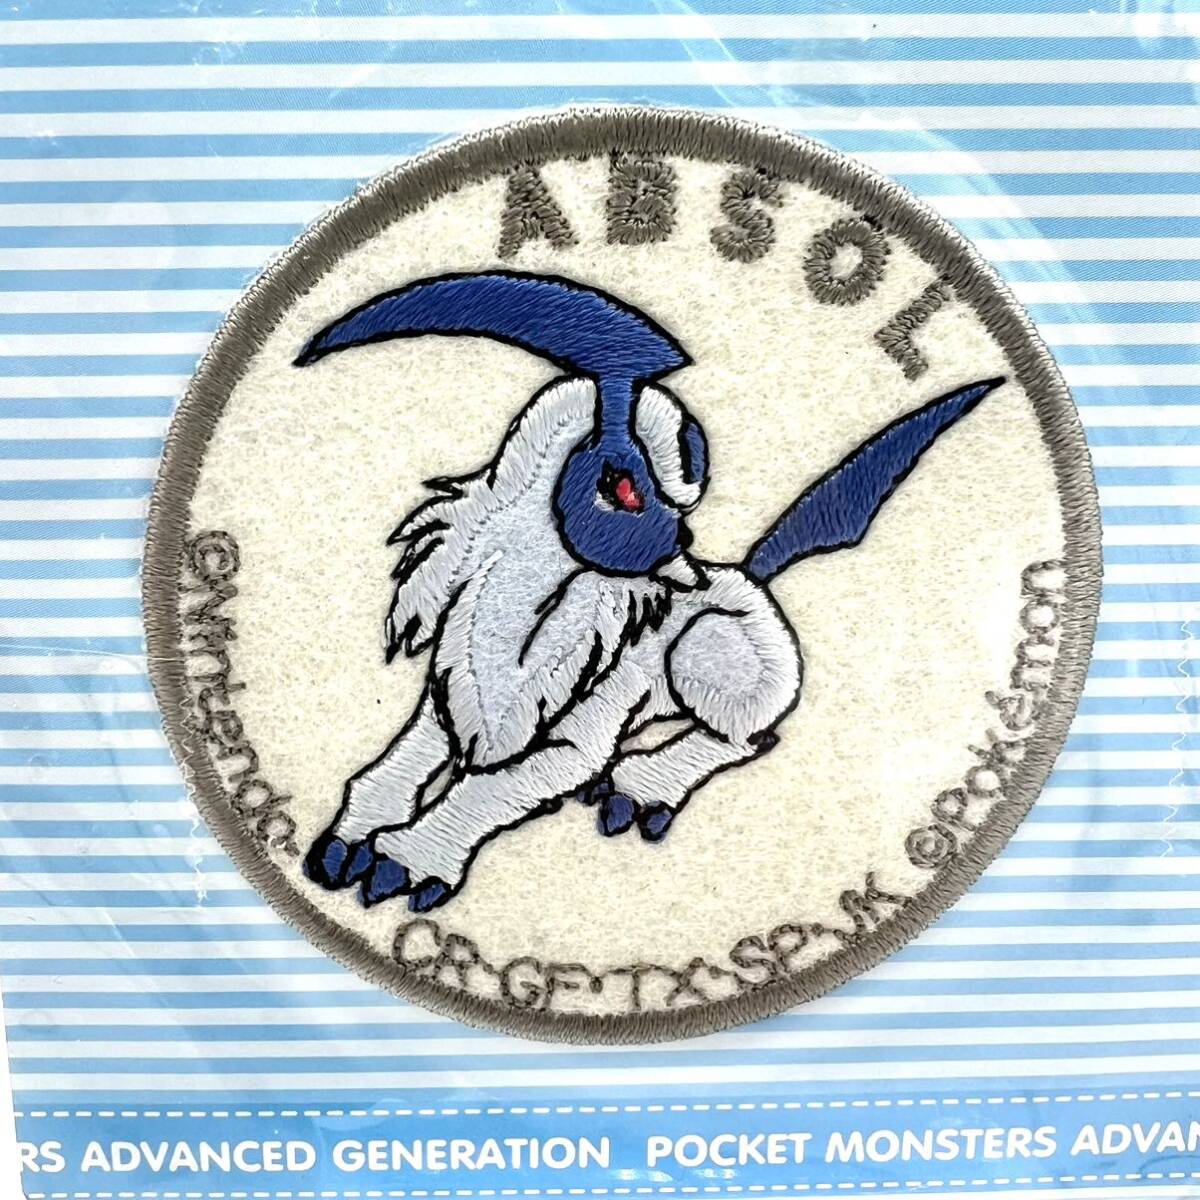 ABSOL
©Nintendo
CR·GF·TX·SP·JK
©Pokémon
RS ADVANCED GENERATION POCKET MONSTERS ADVAN